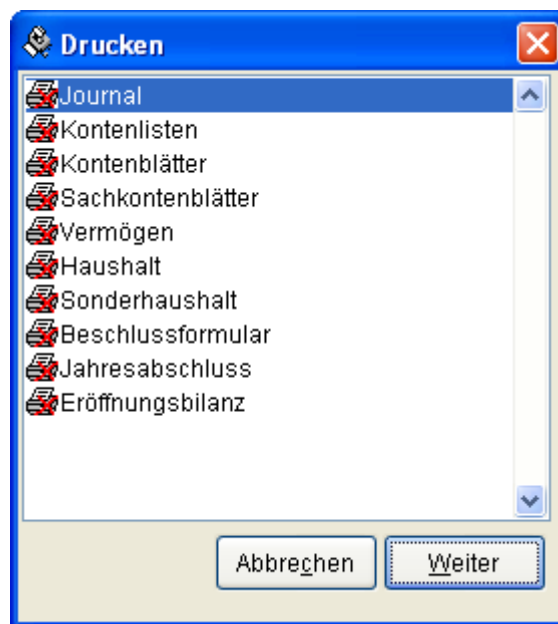 Drucken
Journal
Kontenlisten
Kontenblätter
Sachkontenblätter
Vermögen
Haushalt
Sonderhaushalt
Beschlussformular
Jahresabschluss
Eröffnungsbilanz
Abbrechen
Weiter